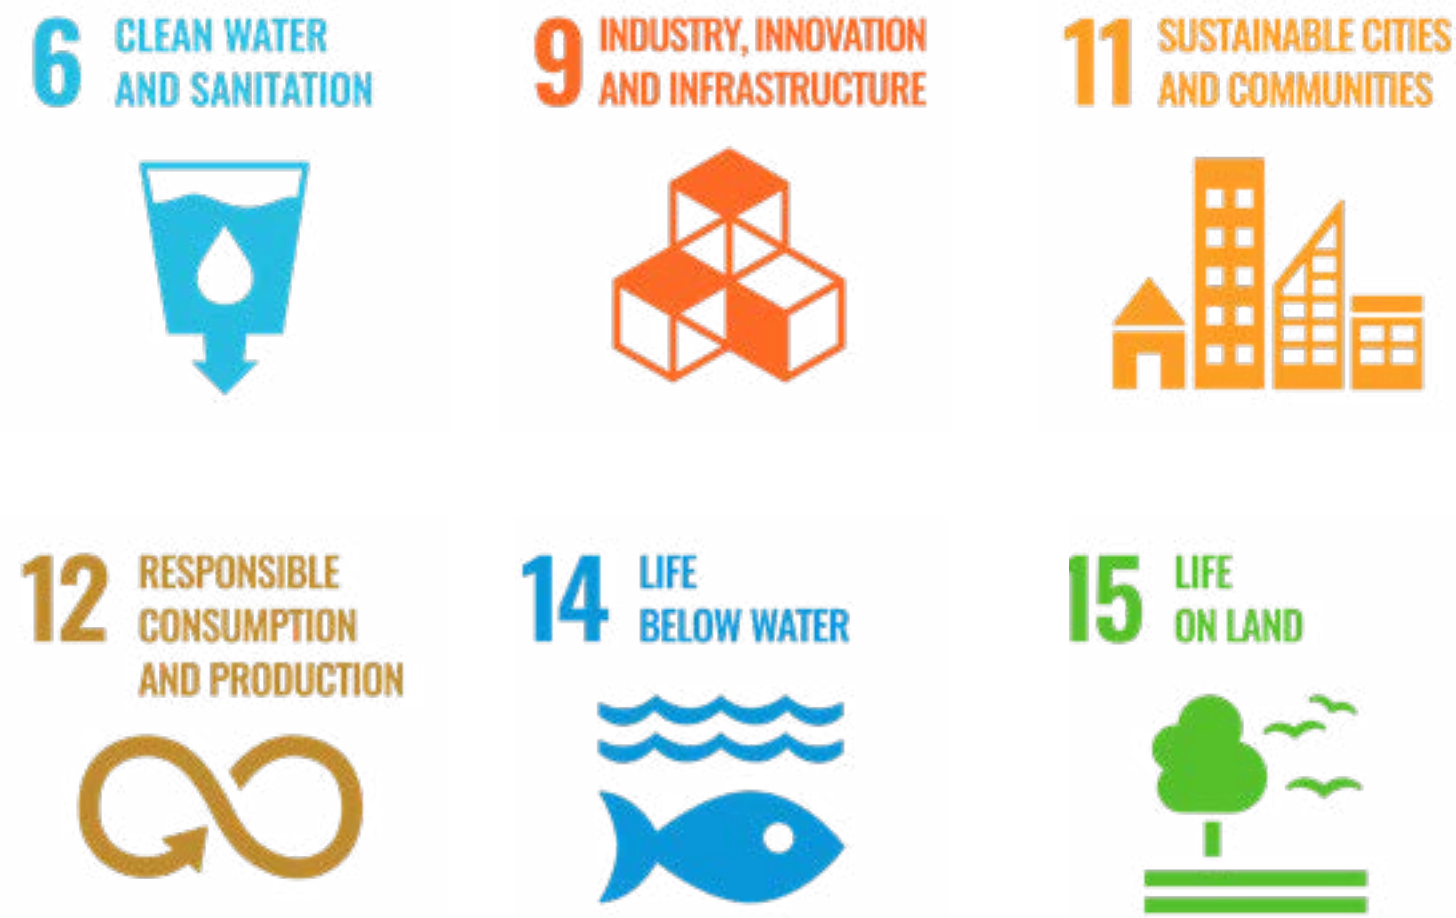 6 CLEAN WATER
AND SANITATION
9 INDUSTRY, INNOVATION
AND INFRASTRUCTURE
11 SUSTAINABLE CITIES
AND COMMUNITIES
12 RESPONSIBLE
CONSUMPTION
AND PRODUCTION
14 LIFE
BELOW WATER
15 LIFE
ON LAND